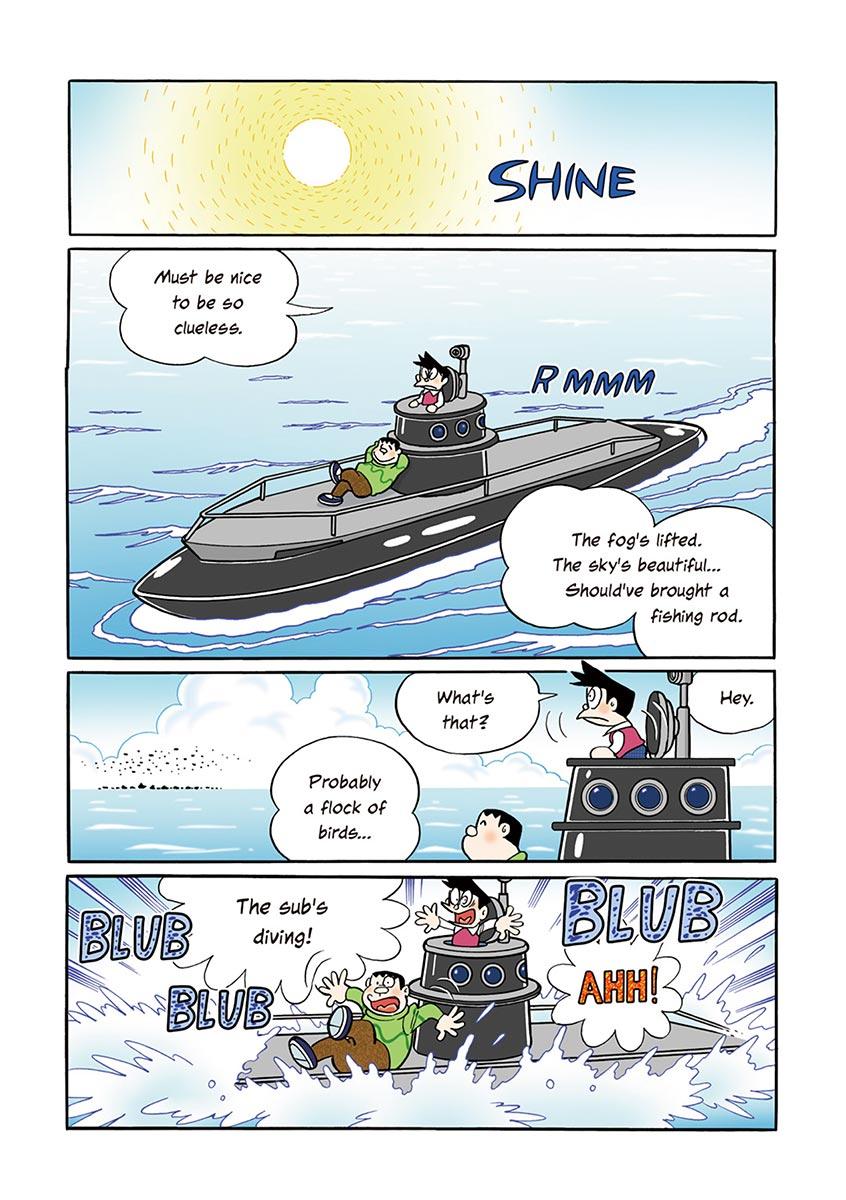 SHINE
Must be nice
to be so
clueless.
RMMM
The fog's lifted.
The sky's beautiful...
Should've brought a
fishing rod.
Hey.
What's
that?
Probably
a flock of
birds...
BLUB
AHH!
The sub's
diving!
BLUB
BLUB